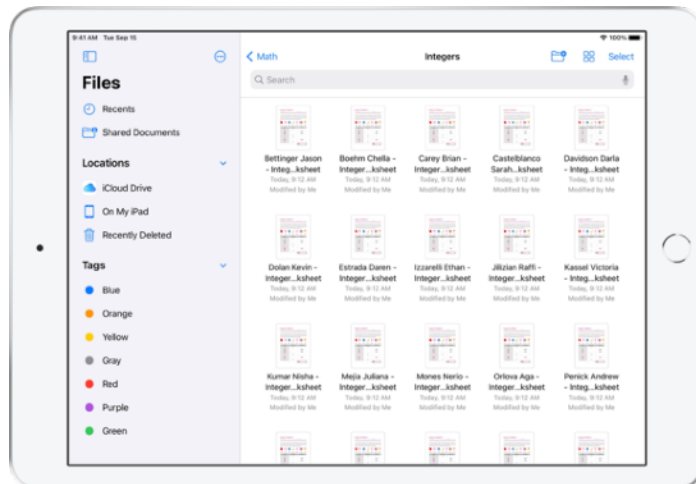 9:41 AM Tue Sep 15
100%
Files
Recents
Shared Documents
Locations
iCloud Drive
On My iPad
Recently Deleted
Tags
Blue
Orange
Yellow
Gray
Red
Purple
Green
Math
Integers
Select
Search
Bettinger Jason
- Integ...ksheet
Today, 9:12 AM
Modified by Me
Boehm Chella -
Integer...ksheet
Today, 9:12 AM
Modified by Me
Carey Brian -
Integer...ksheet
Today, 9:12 AM
Modified by Me
Castelblanco
Sarah...ksheet
Today, 9:12 AM
Modified by Me
Davidson Darla
- Integ...ksheet
Today, 9:12 AM
Modified by Me
Dolan Kevin -
Integer...ksheet
Today, 9:12 AM
Modified by Me
Estrada Daren -
Integer...ksheet
Today, 9:12 AM
Modified by Me
Izzarelli Ethan -
Integer...ksheet
Today, 9:12 AM
Modified by Me
Jilizian Raffi -
Integer...ksheet
Today, 9:12 AM
Modified by Me
Kassel Victoria
- Integ...ksheet
Today, 9:12 AM
Modified by Me
Kumar Nisha -
Integer...ksheet
Today, 9:12 AM
Modified by Me
Mejia Juliana -
Integer...ksheet
Today, 9:12 AM
Modified by Me
Mones Nerio -
Integer...ksheet
Today, 9:12 AM
Modified by Me
Orlova Aga -
Integer...ksheet
Today, 9:12 AM
Modified by Me
Penick Andrew
- Integ...ksheet
Today, 9:12 AM
Modified by Me